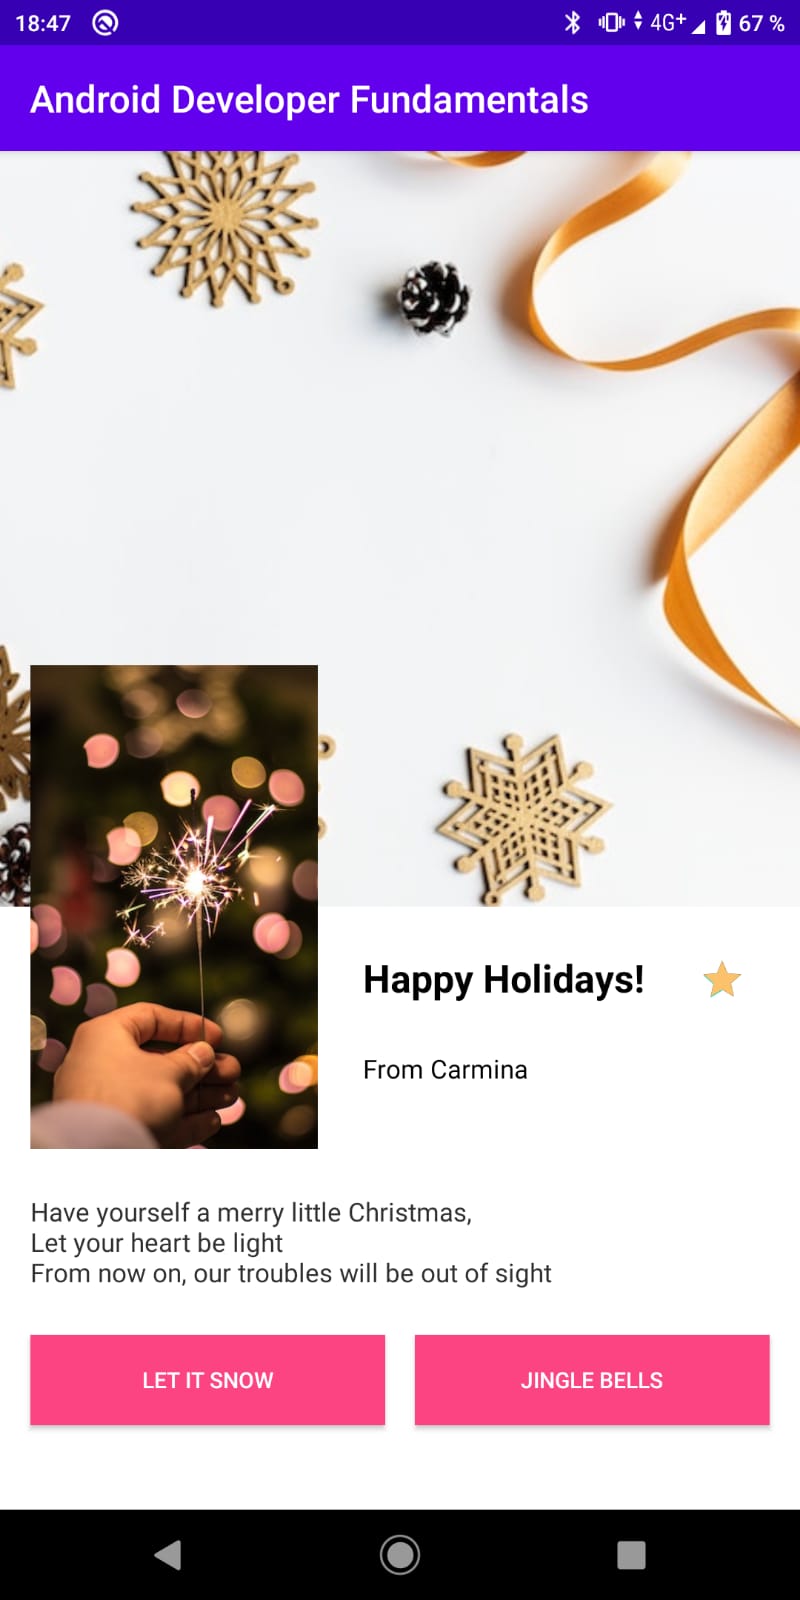 18:47 4G+ 67 %
Android Developer Fundamentals
Happy Holidays!
From Carmina
Have yourself a merry little Christmas,
Let your heart be light
From now on, our troubles will be out of sight
LET IT SNOW
JINGLE BELLS